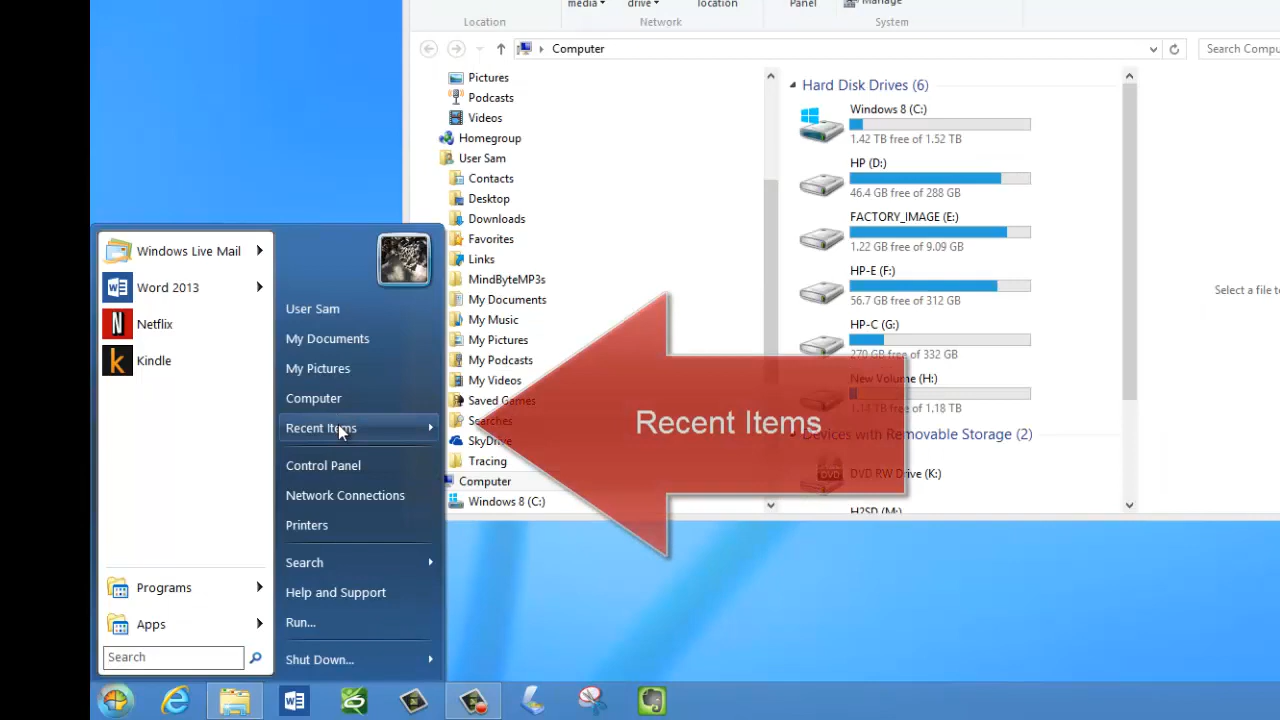 media
drive
location
Panel
Manage
Location
Network
System
Computer
Search Compu
Pictures
Podcasts
Videos
Homegroup
User Sam
Contacts
Desktop
Downloads
Favorites
Links
MindByteMP3s
My Documents
My Music
My Pictures
My Podcasts
My Videos
Saved Games
Searches
SkyDrive
Tracing
Computer
Windows 8 (C:)
Hard Disk Drives (6)
Windows 8 (C:)
1.42 TB free of 1.52 TB
HP (D:)
46.4 GB free of 288 GB
FACTORY_IMAGE (E:)
1.22 GB free of 9.09 GB
HP-E (F:)
56.7 GB free of 312 GB
HP-C (G:)
270 GB free of 332 GB
New Volume (H:)
1.14 TB free of 1.18 TB
Devices with Removable Storage (2)
DVD RW Drive (K:)
H2SD (M:)
Select a file to
Recent Items
Windows Live Mail
Word 2013
Netflix
Kindle
Programs
Apps
Search
User Sam
My Documents
My Pictures
Computer
Recent Items
Control Panel
Network Connections
Printers
Search
Help and Support
Run...
Shut Down...